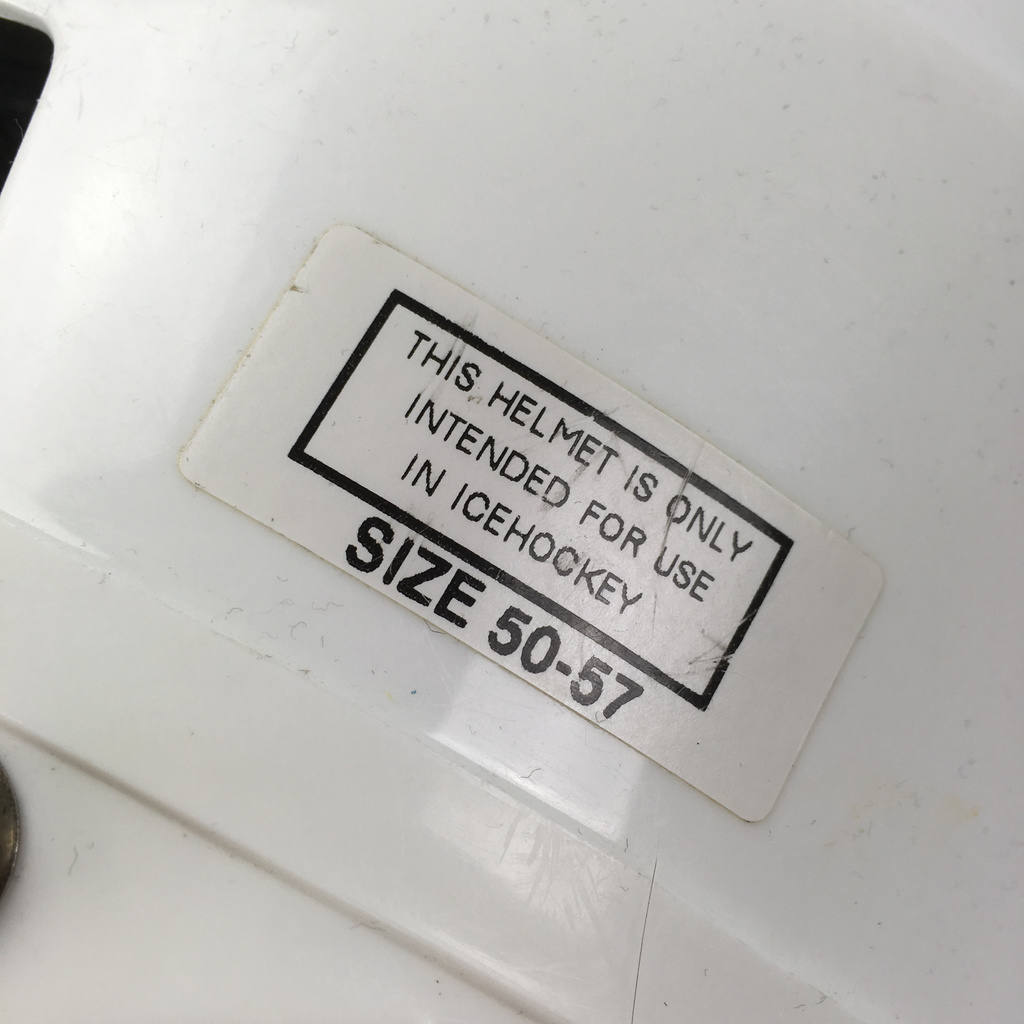 THIS HELMET IS ONLY
INTENDED FOR USE
IN ICEHOCKEY
SIZE 50-57